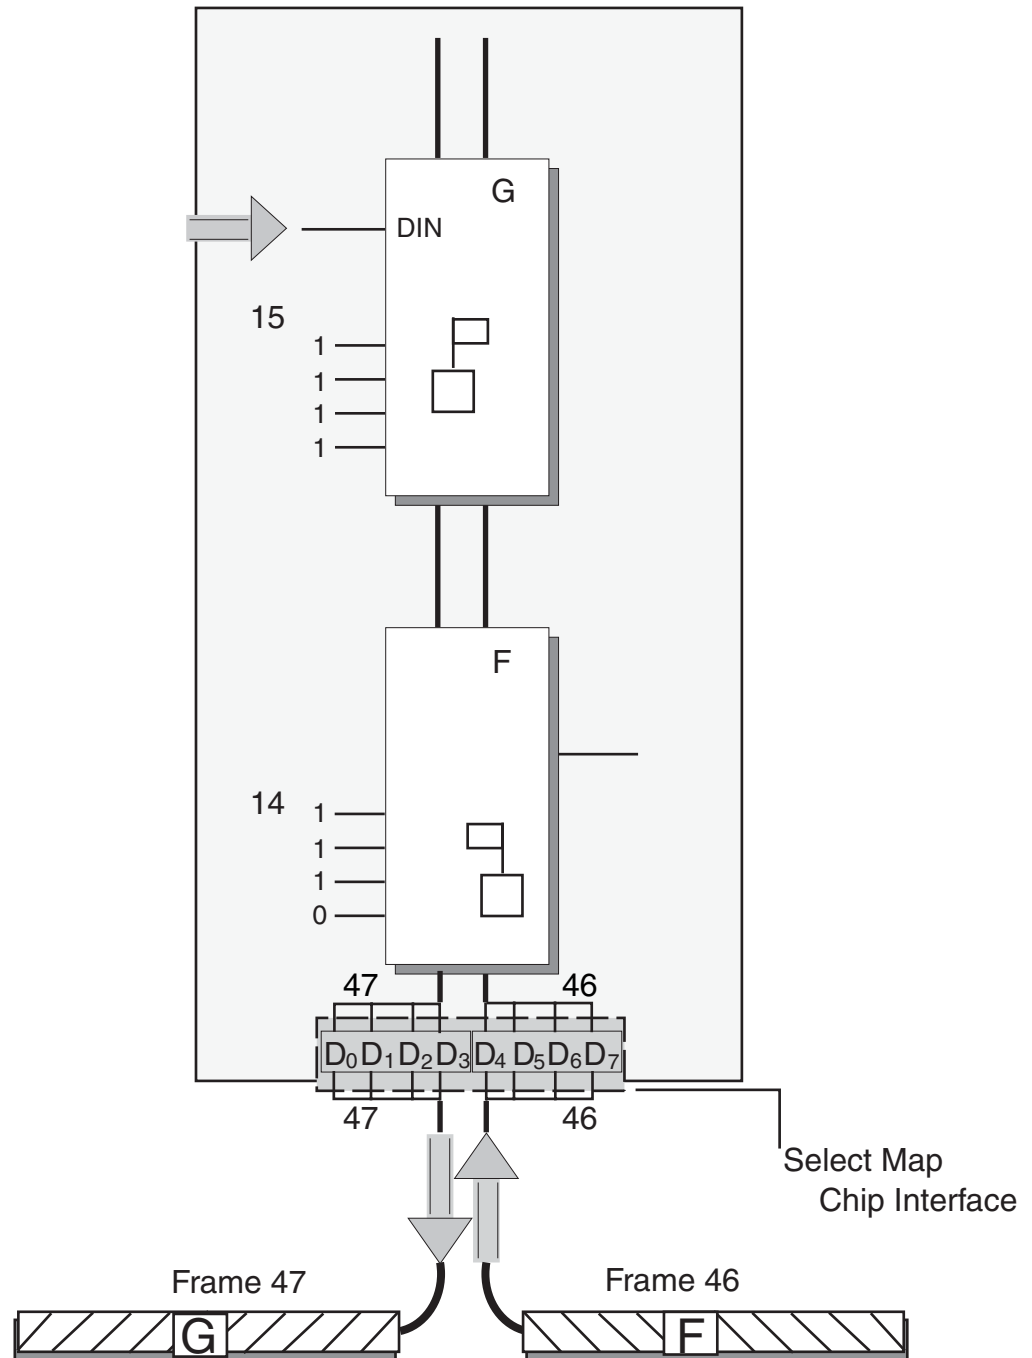 G
DIN
15
1
1
1
1
F
14
1
1
1
0
47 46
D0 D1 D2 D3 D4 D5 D6 D7
47 46
Select Map
Chip Interface
Frame 47 Frame 46
G F